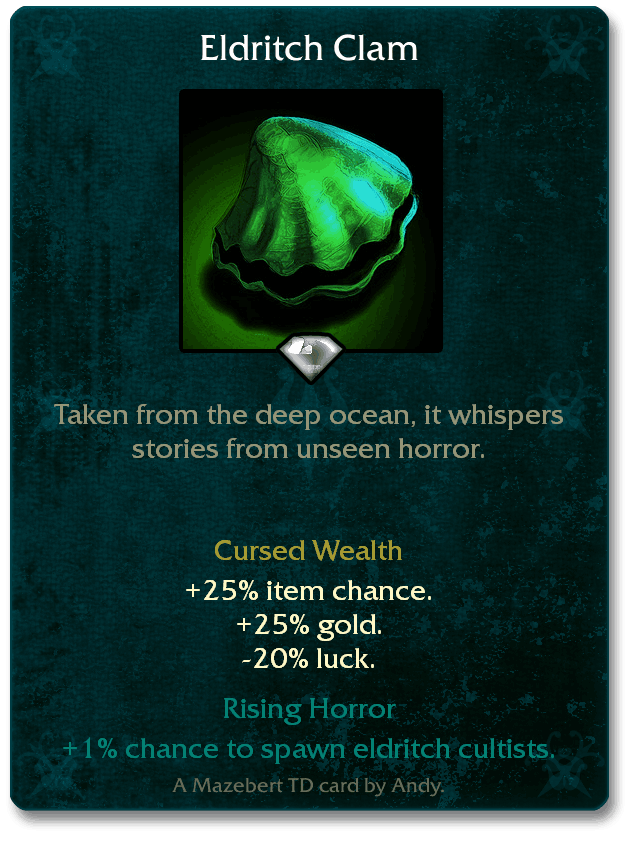 Eldritch Clam
Taken from the deep ocean, it whispers
stories from unseen horror.
Cursed Wealth
+25% item chance.
+25% gold.
-20% luck.
Rising Horror
+1% chance to spawn eldritch cultists.
A Mazebert TD card by Andy.